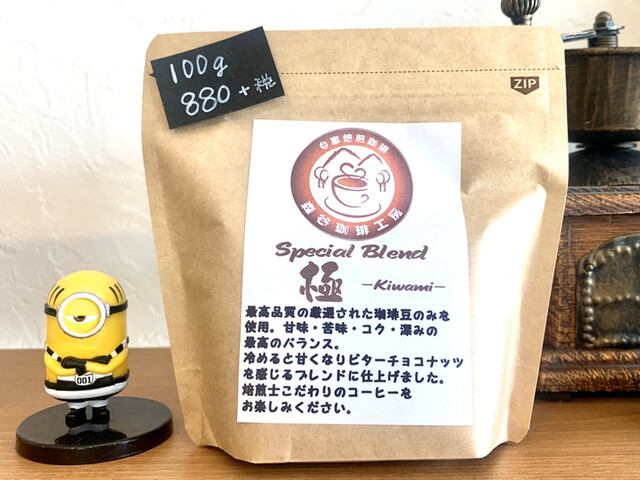 100g
880+税
ZIP
自家焙煎珈琲
森谷珈琲工房
Special Blend
極 -Kiwami-
最高品質の厳選された珈琲豆のみを
使用。甘味・苦味・コク・深みの
最高のバランス。
冷めると甘くなりビターチョコナッツ
を感じるブレンドに仕上げました。
焙煎士こだわりのコーヒーを
お楽しみください。
001